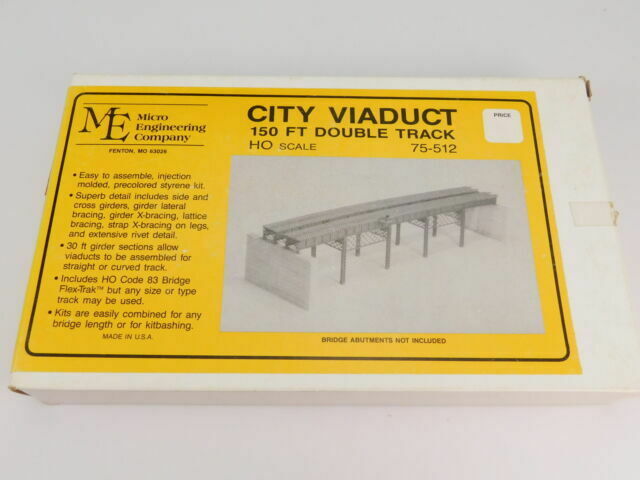 ME Micro
Engineering
Company
FENTON, MO 63026
CITY VIADUCT
150 FT DOUBLE TRACK
HO SCALE 75-512
PRICE
• Easy to assemble, injection
molded, precolored styrene kit.
• Superb detail includes side and
cross girders, girder lateral
bracing, girder X-bracing, lattice
bracing, strap X-bracing on legs,
and extensive rivet detail.
• 30 ft girder sections allow
viaducts to be assembled for
straight or curved track.
• Includes HO Code 83 Bridge
Flex-Trak™ but any size or type
track may be used.
• Kits are easily combined for any
bridge length or for kitbashing.
MADE IN U.S.A.
BRIDGE ABUTMENTS NOT INCLUDED